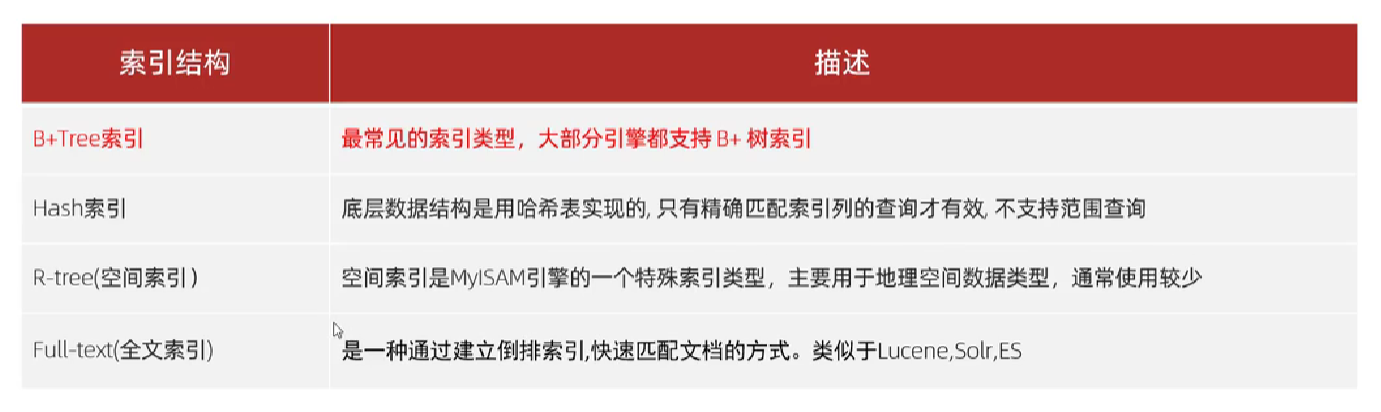 索引结构 描述
B+Tree索引 最常见的索引类型，大部分引擎都支持 B+ 树索引
Hash索引 底层数据结构是用哈希表实现的, 只有精确匹配索引列的查询才有效, 不支持范围查询
R-tree(空间索引） 空间索引是MyISAM引擎的一个特殊索引类型，主要用于地理空间数据类型，通常使用较少
Full-text(全文索引) 是一种通过建立倒排索引,快速匹配文档的方式。类似于Lucene,Solr,ES